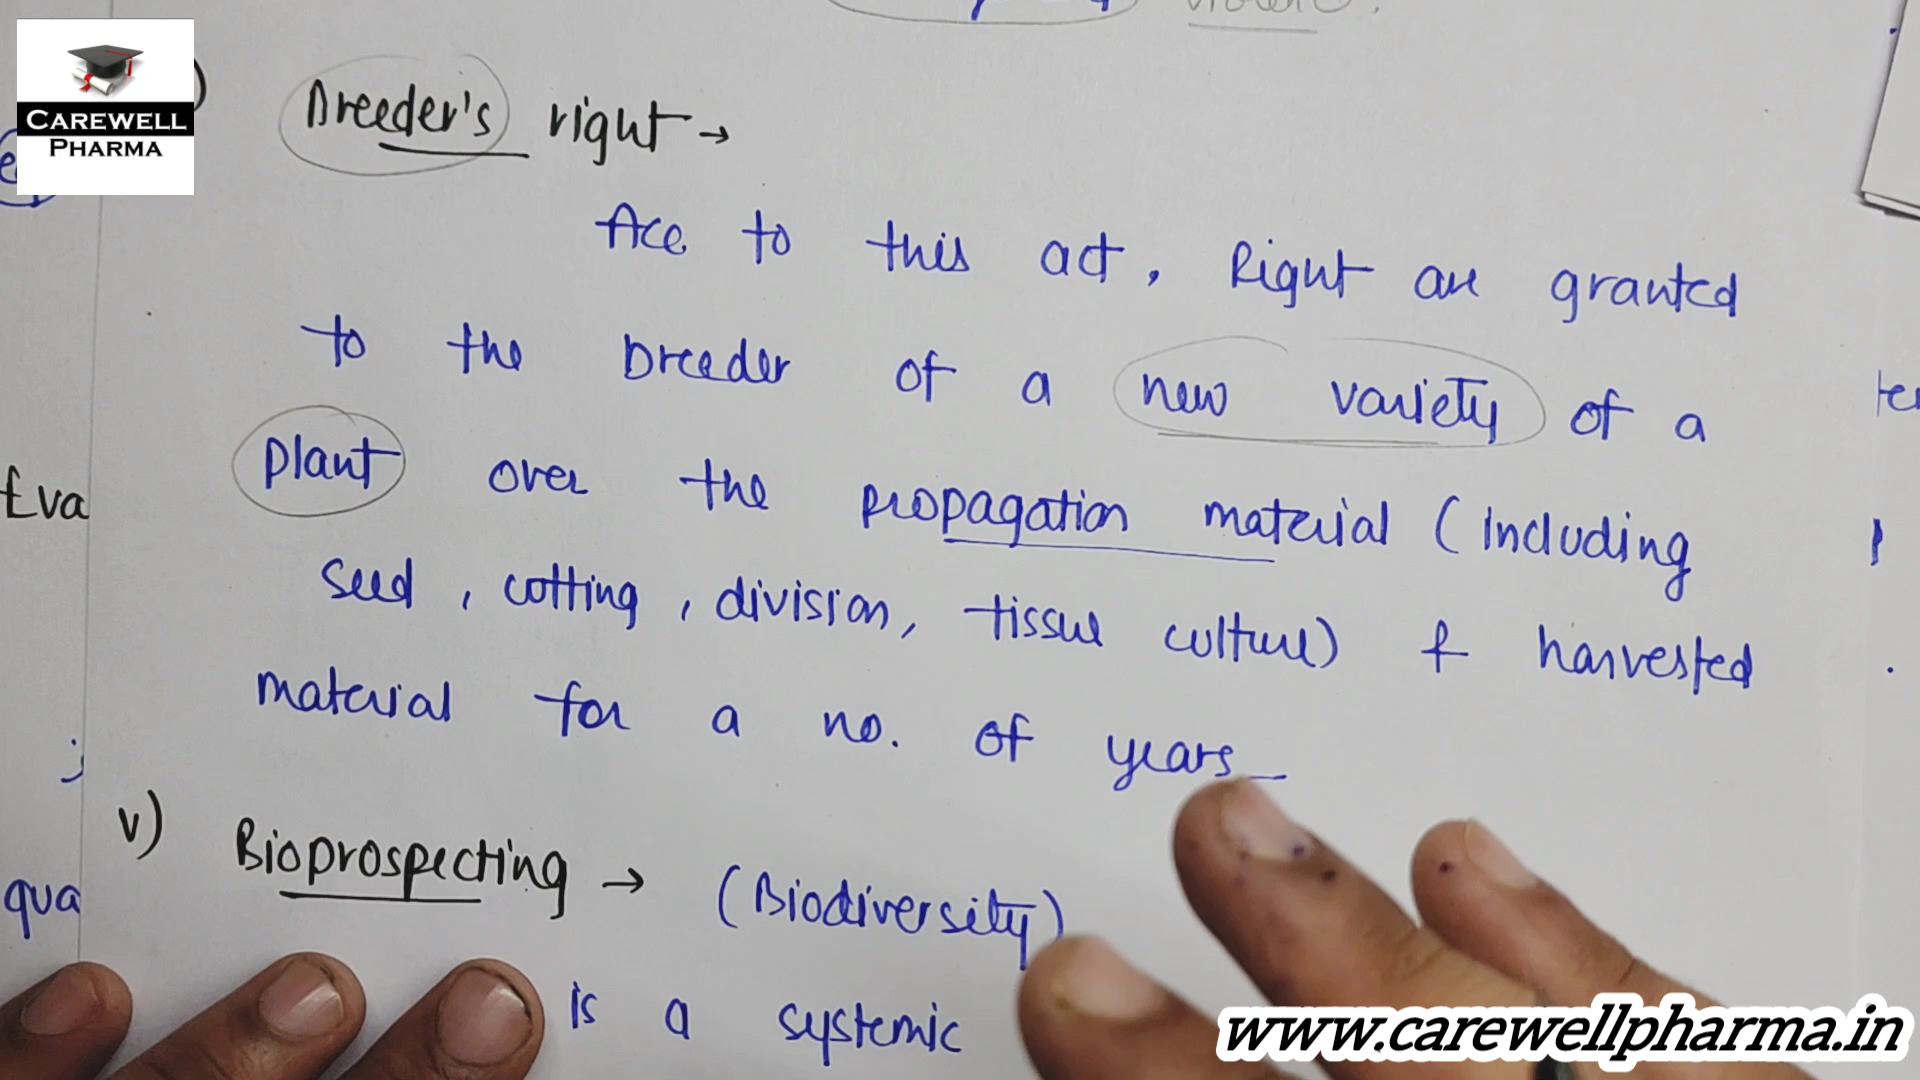 CAREWELL
PHARMA
Breeder's right →
Acc to this act, Right are granted
to the breeder of a new variety of a
plant over the propagation material (Including
seed, cutting, division, tissue culture) & harvested
material for a no. of years
v) Bioprospecting → (Biodiversity)
is a systemic
Eva
qua
www.carewellpharma.in